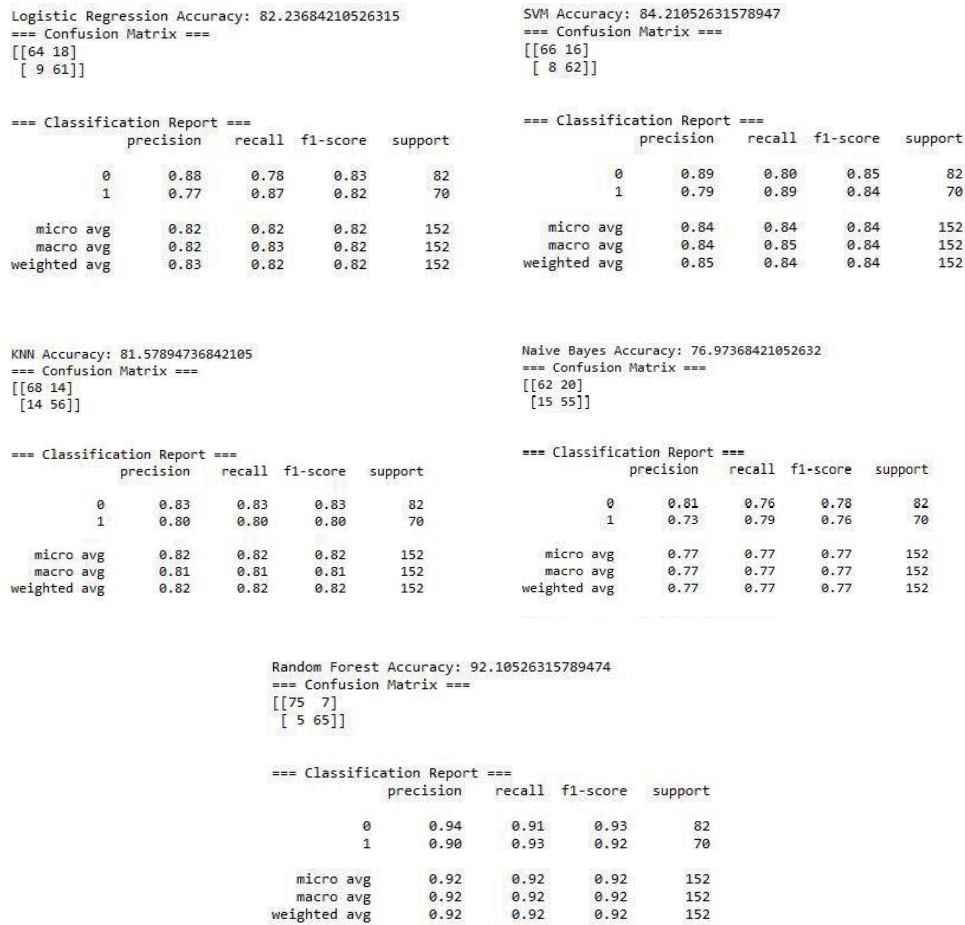 Logistic Regression Accuracy: 82.23684210526315
=== Confusion Matrix ===
[[64 18]
[ 9 61]]
=== Classification Report ===
precision recall f1-score support
0 0.88 0.78 0.83 82
1 0.77 0.87 0.82 70
micro avg 0.82 0.82 0.82 152
macro avg 0.82 0.83 0.82 152
weighted avg 0.83 0.82 0.82 152
SVM Accuracy: 84.21052631578947
=== Confusion Matrix ===
[[66 16]
[ 8 62]]
=== Classification Report ===
precision recall f1-score support
0 0.89 0.80 0.85 82
1 0.79 0.89 0.84 70
micro avg 0.84 0.84 0.84 152
macro avg 0.84 0.85 0.84 152
weighted avg 0.85 0.84 0.84 152
KNN Accuracy: 81.57894736842105
=== Confusion Matrix ===
[[68 14]
[14 56]]
=== Classification Report ===
precision recall f1-score support
0 0.83 0.83 0.83 82
1 0.80 0.80 0.80 70
micro avg 0.82 0.82 0.82 152
macro avg 0.81 0.81 0.81 152
weighted avg 0.82 0.82 0.82 152
Naive Bayes Accuracy: 76.97368421052632
=== Confusion Matrix ===
[[62 20]
[15 55]]
=== Classification Report ===
precision recall f1-score support
0 0.81 0.76 0.78 82
1 0.73 0.79 0.76 70
micro avg 0.77 0.77 0.77 152
macro avg 0.77 0.77 0.77 152
weighted avg 0.77 0.77 0.77 152
Random Forest Accuracy: 92.10526315789474
=== Confusion Matrix ===
[[75 7]
[ 5 65]]
=== Classification Report ===
precision recall f1-score support
0 0.94 0.91 0.93 82
1 0.90 0.93 0.92 70
micro avg 0.92 0.92 0.92 152
macro avg 0.92 0.92 0.92 152
weighted avg 0.92 0.92 0.92 152